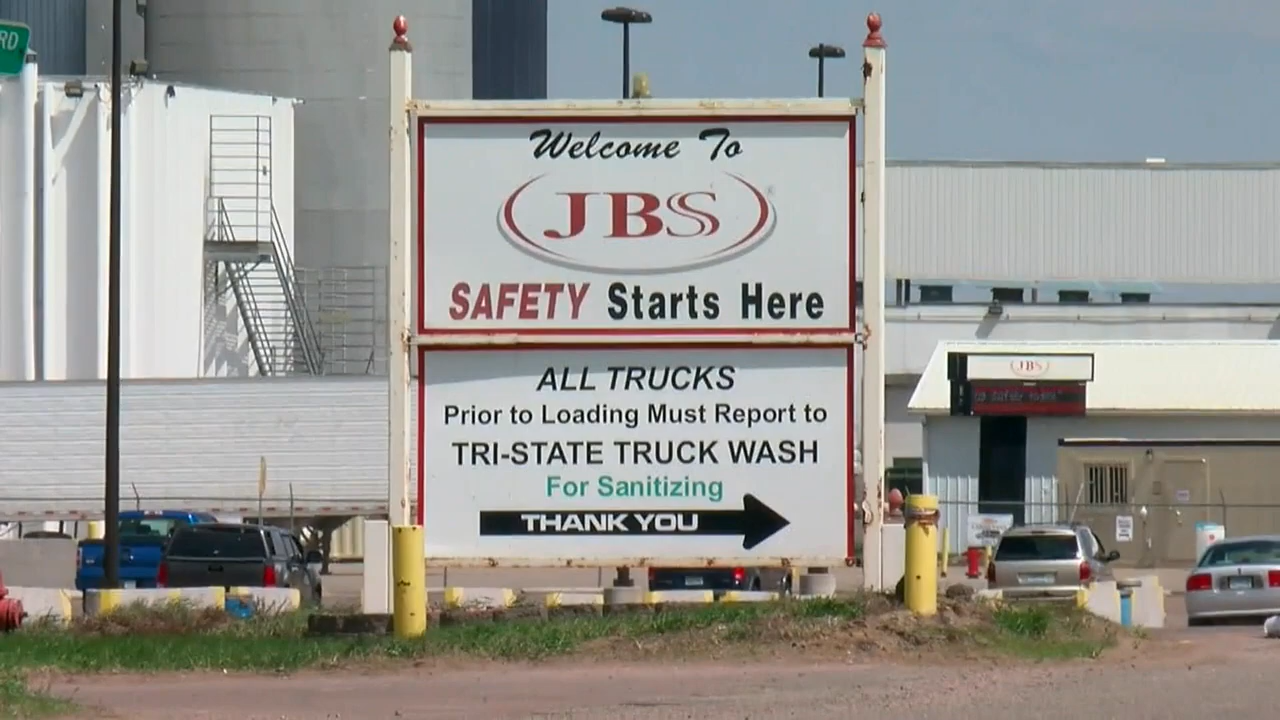 RD
Welcome To
JBS
SAFETY Starts Here
ALL TRUCKS
Prior to Loading Must Report to
TRI-STATE TRUCK WASH
For Sanitizing
THANK YOU
JBS